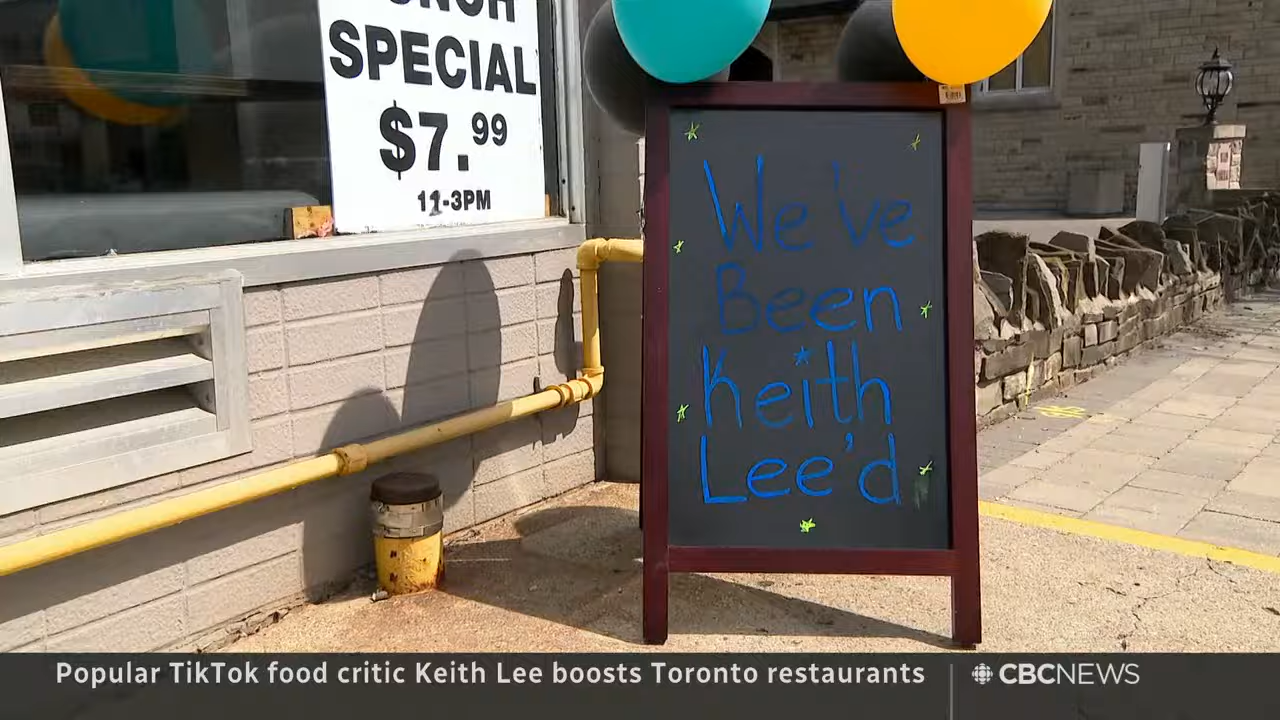 SPECIAL
$7.99
11-3PM
We've
Been
Keith
Lee'd
Popular TikTok food critic Keith Lee boosts Toronto restaurants
CBCNEWS